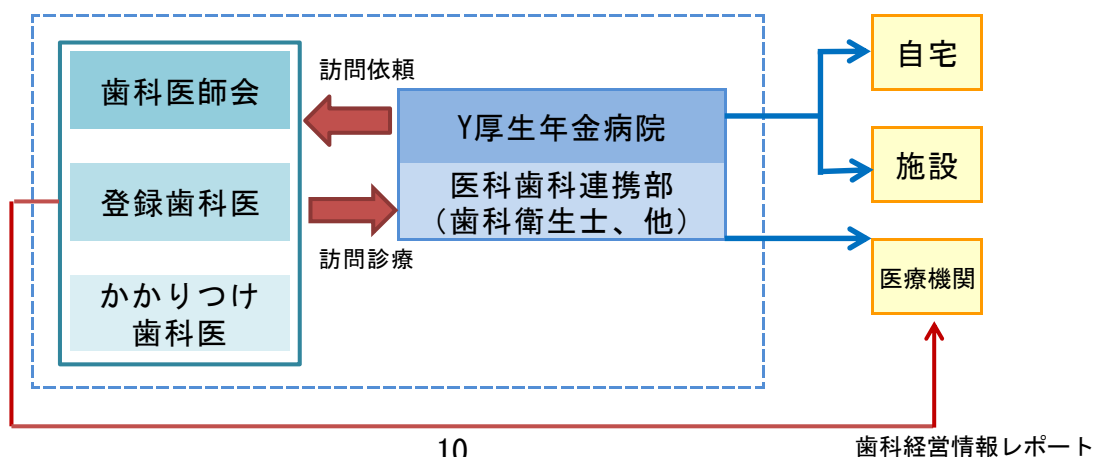 歯科医師会
登録歯科医
かかりつけ
歯科医
訪問依頼
訪問診療
Y厚生年金病院
医科歯科連携部
（歯科衛生士、他）
自宅
施設
医療機関
10
歯科経営情報レポート